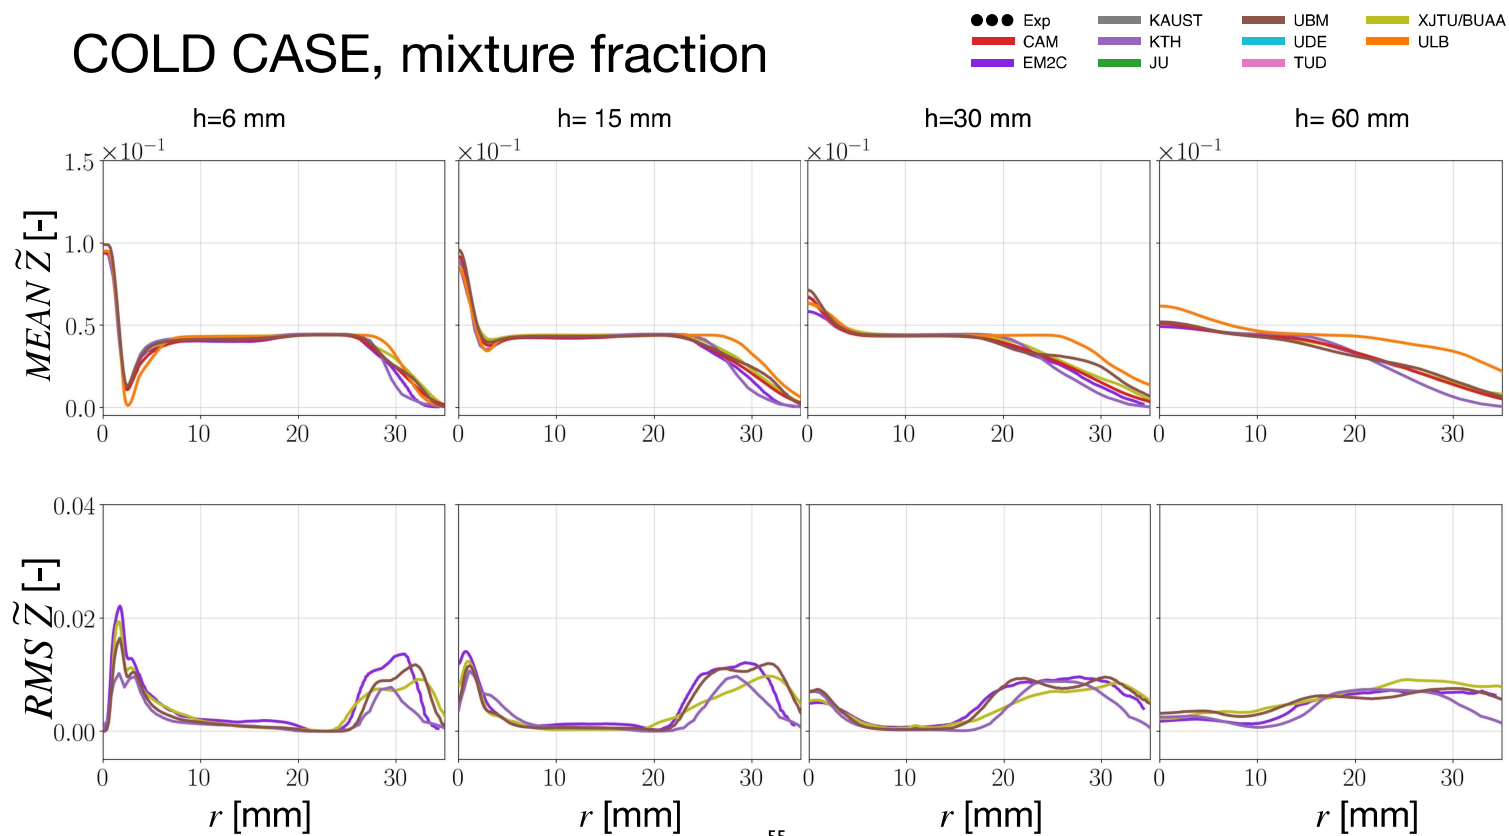 COLD CASE, mixture fraction
Exp KAUST UBM XJTU/BUAA
CAM KTH UDE ULB
EM2C JU TUD
h=6 mm h= 15 mm h=30 mm h= 60 mm
×10⁻¹ ×10⁻¹ ×10⁻¹ ×10⁻¹
1.5
1.0
0.5
0.0
MEAN Z̃ [-]
0 10 20 30 0 10 20 30 0 10 20 30 0 10 20 30
0.04
0.02
0.00
RMS Z̃ [-]
0 10 20 30 0 10 20 30 0 10 20 30 0 10 20 30
r [mm] r [mm] r [mm] r [mm]
55